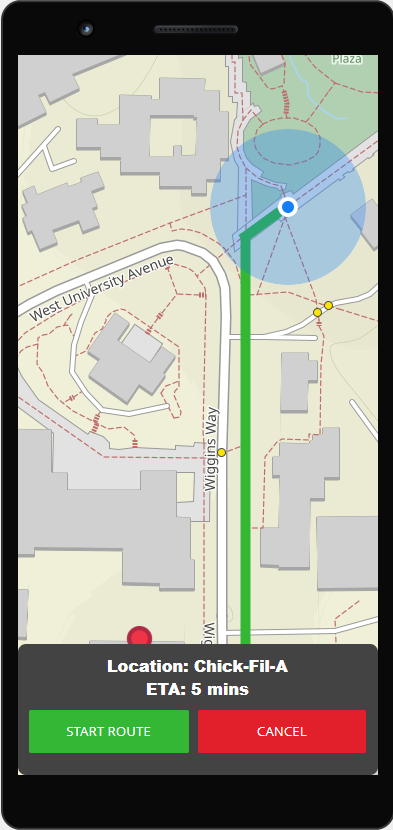 Plaza
West University Avenue
Wiggins Way
Wig
Location: Chick-Fil-A
ETA: 5 mins
START ROUTE
CANCEL